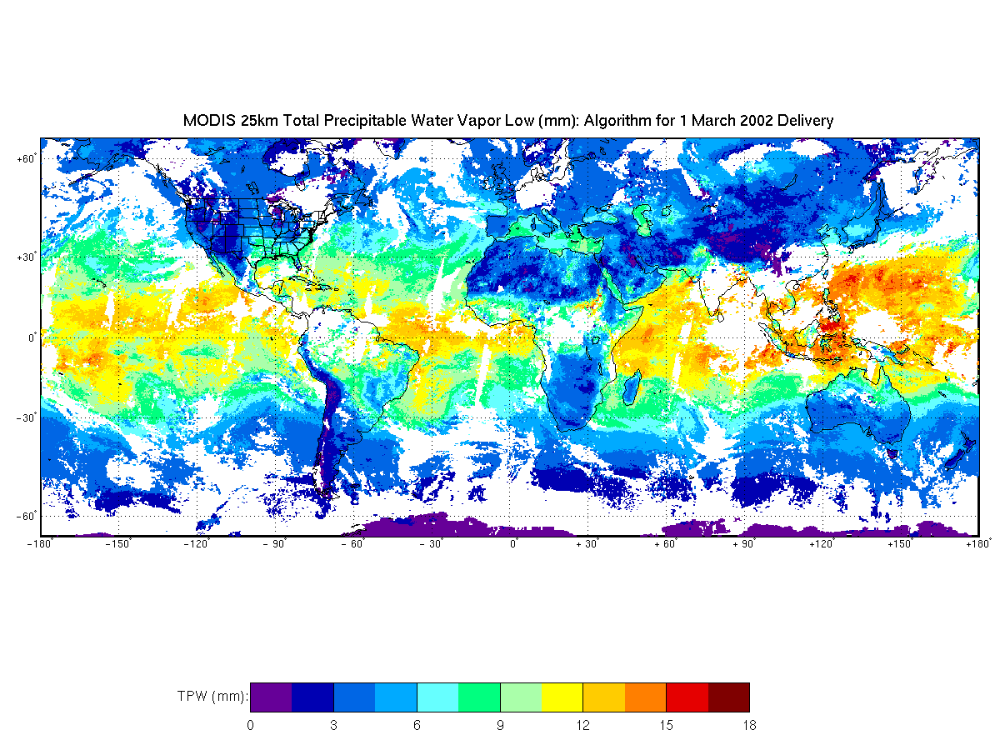 MODIS 25km Total Precipitable Water Vapor Low (mm): Algorithm for 1 March 2002 Delivery
+60°
+30°
0°
−30°
−60°
−180° −150° −120° − 90° − 60° − 30° 0° + 30° + 60° + 90° +120° +150° +180°
TPW (mm):
0 3 6 9 12 15 18